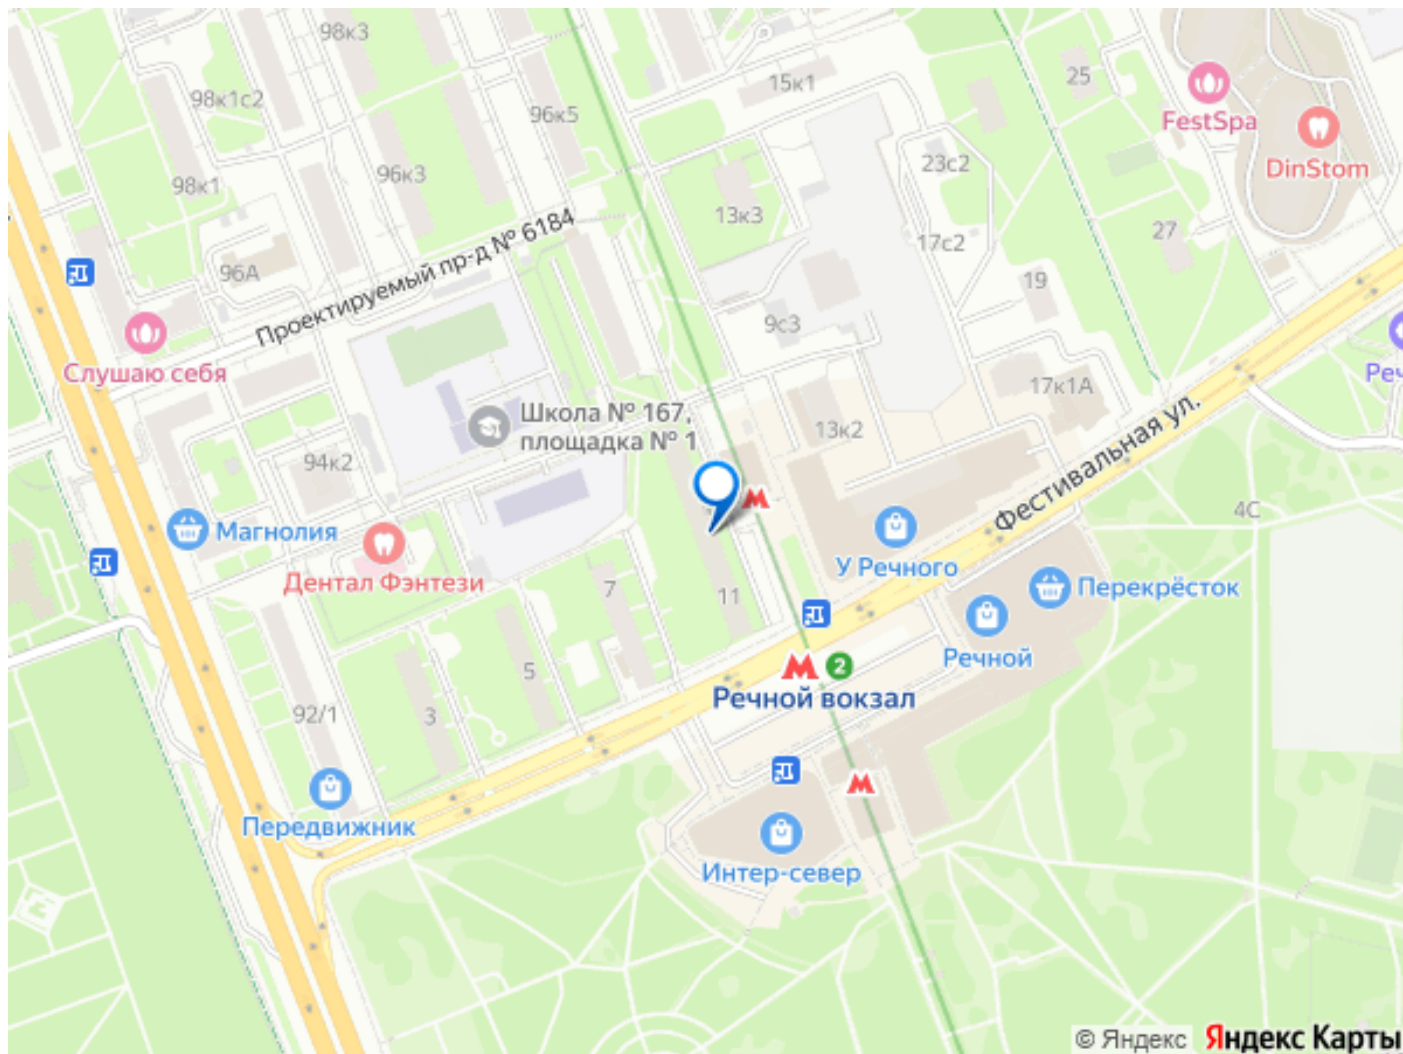 98к3
98к1с2
15к1
25
FestSpa
96к5
DinStom
98к1
96к3
23с2
13к3
27
17с2
Проектируемый пр-д № 6184
96А
19
9с3
Слушаю себя
Реч
17к1А
Школа № 167,
площадка № 1
13к2
94к2
Фестивальная ул.
4С
Магнолия
У Речного
Дентал Фэнтези
7
11
Перекрёсток
Речной
5
2
Речной вокзал
92/1
3
Передвижник
Интер-север
© Яндекс Яндекс Карты